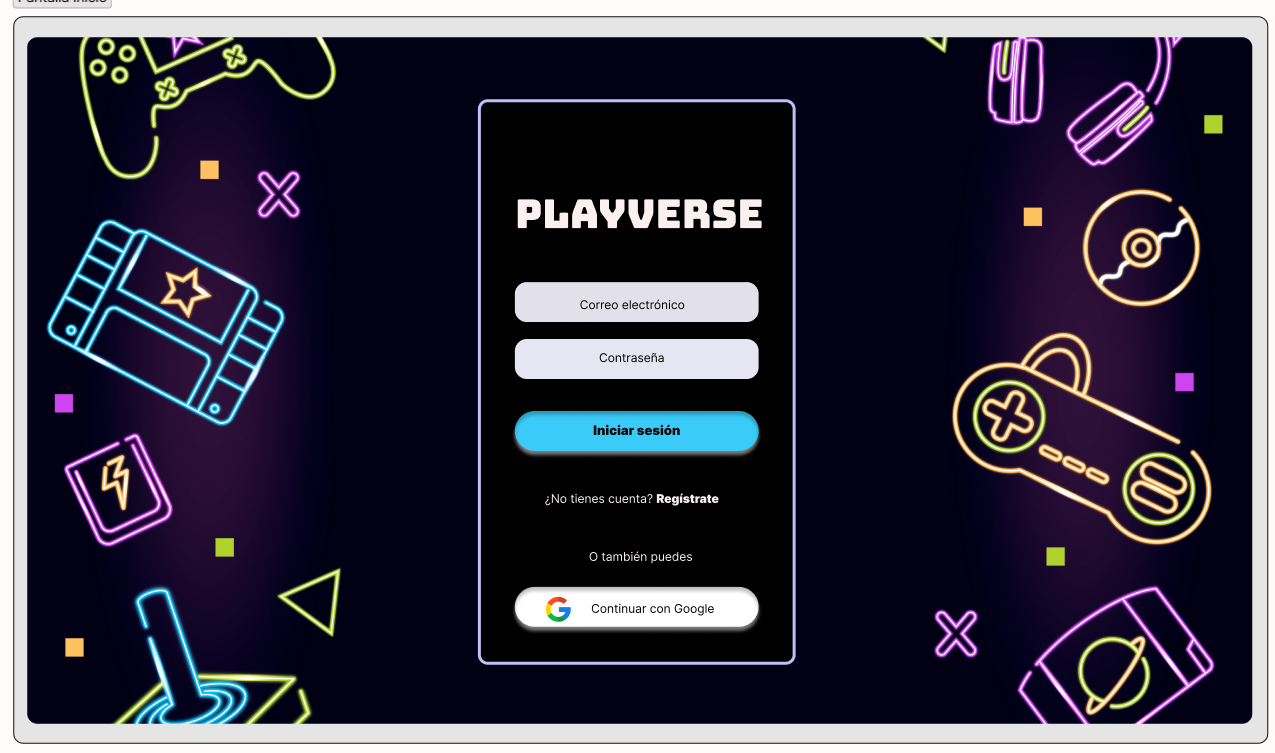 Pantalla Inicio
PLAYVERSE
Correo electrónico
Contraseña
Iniciar sesión
¿No tienes cuenta? Regístrate
O también puedes
Continuar con Google